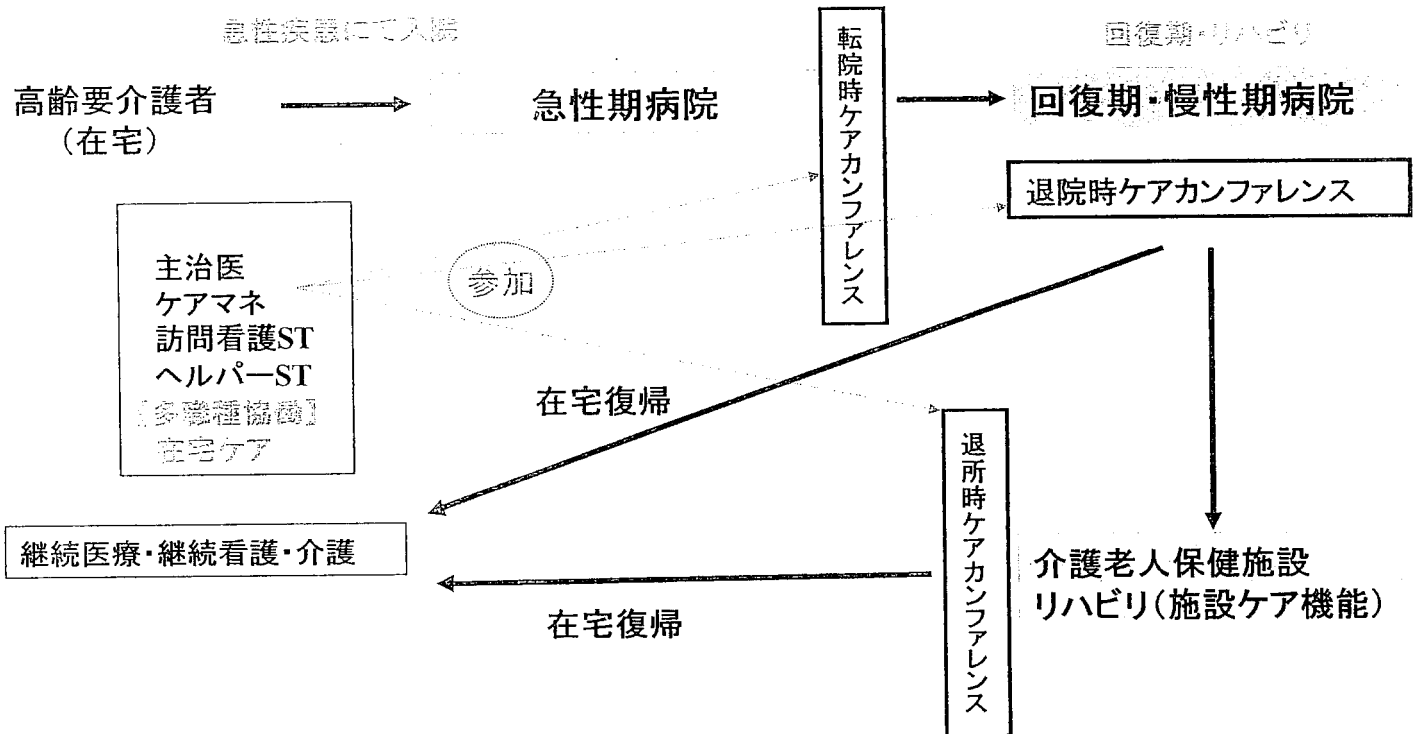 急性疾患にて入院
回復期・リハビリ
高齢要介護者
（在宅）
急性期病院
転院時ケアカンファレンス
回復期・慢性期病院
退院時ケアカンファレンス
主治医
ケアマネ
訪問看護ST
ヘルパーST
［多職種協働］
在宅ケア
参加
在宅復帰
継続医療・継続看護・介護
在宅復帰
退所時ケアカンファレンス
介護老人保健施設
リハビリ（施設ケア機能）